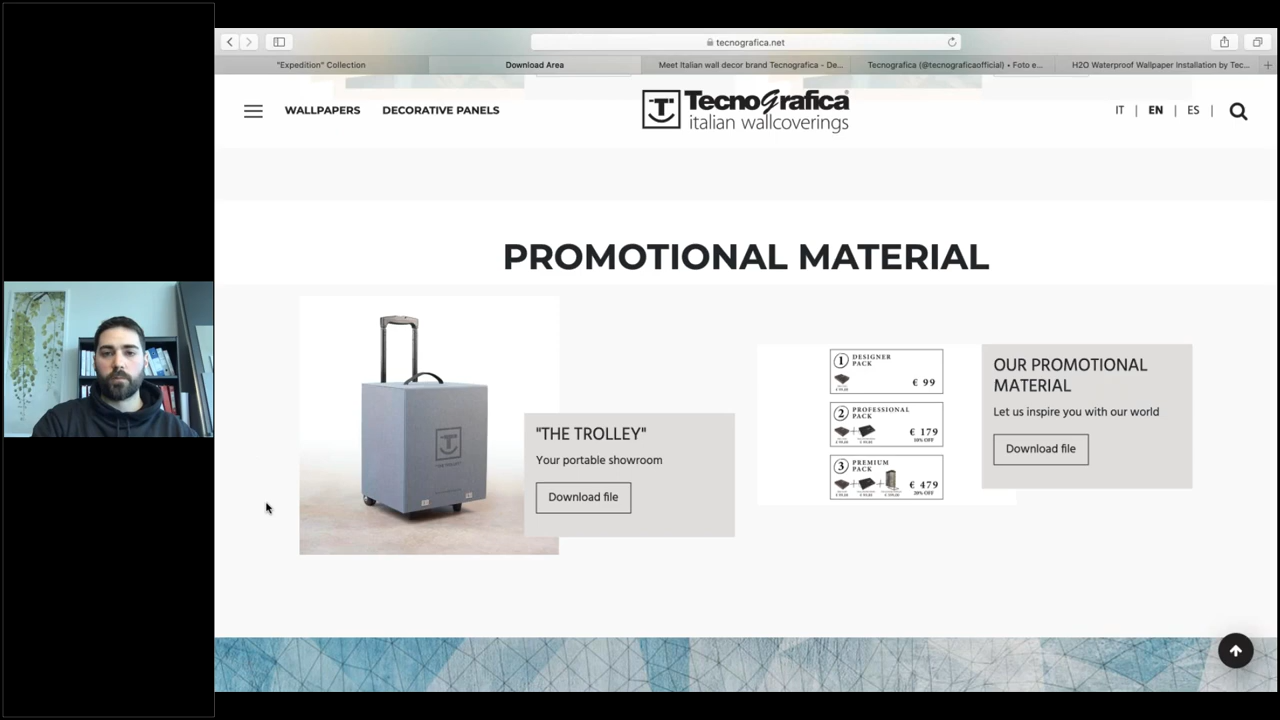 tecnografica.net
"Expedition" Collection
Download Area
Meet Italian wall decor brand Tecnografica - De...
Tecnografica (@tecnograficaofficial) • Foto e...
H2O Waterproof Wallpaper Installation by Tec...
WALLPAPERS
DECORATIVE PANELS
TecnoGrafica
italian wallcoverings
IT | EN | ES |
PROMOTIONAL MATERIAL
"THE TROLLEY"
Your portable showroom
Download file
1 DESIGNER
PACK
€ 99
2 PROFESSIONAL
PACK
€ 179
10% OFF
3 PREMIUM
PACK
€ 479
20% OFF
OUR PROMOTIONAL
MATERIAL
Let us inspire you with our world
Download file